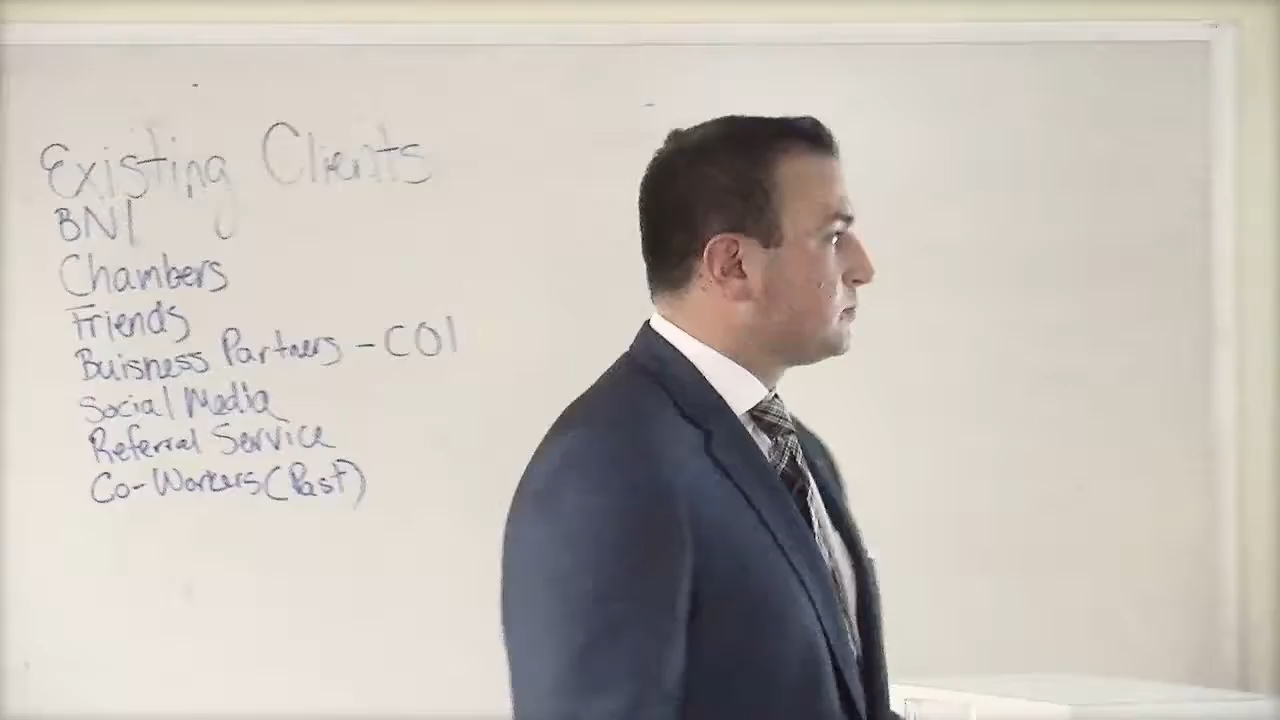 Existing Clients
BNI
Chambers
Friends
Buisness Partners - COI
Social Media
Referral Service
Co-Workers (Past)